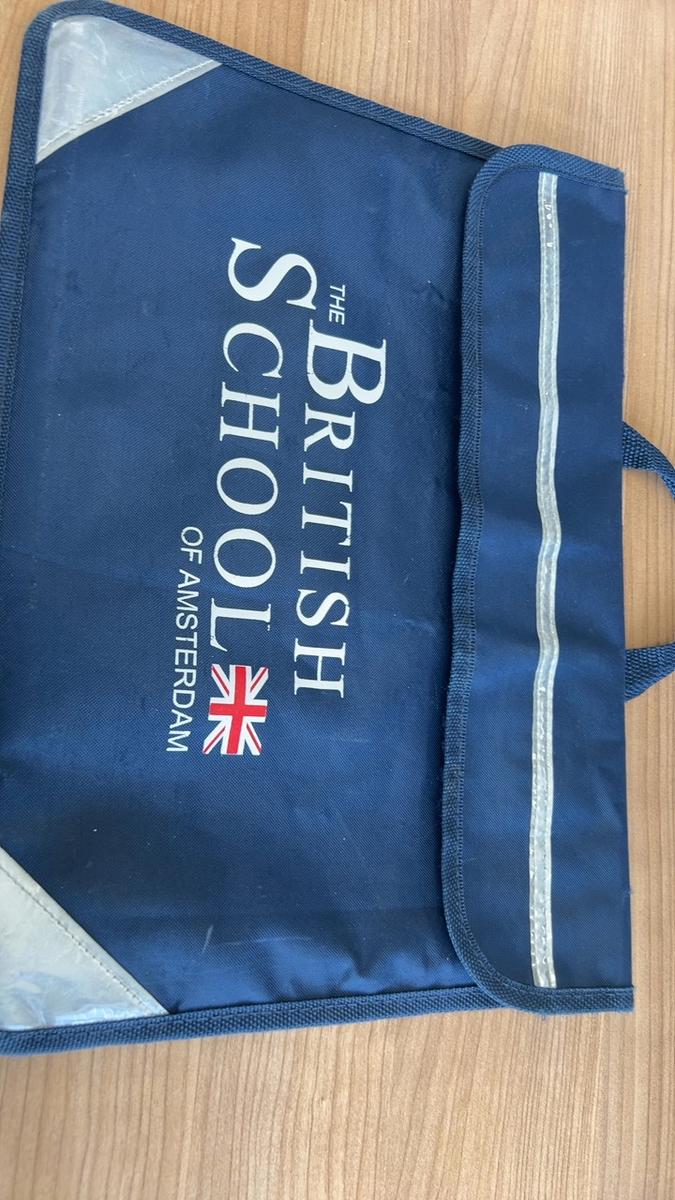 THE
BRITISH
SCHOOL
OF AMSTERDAM